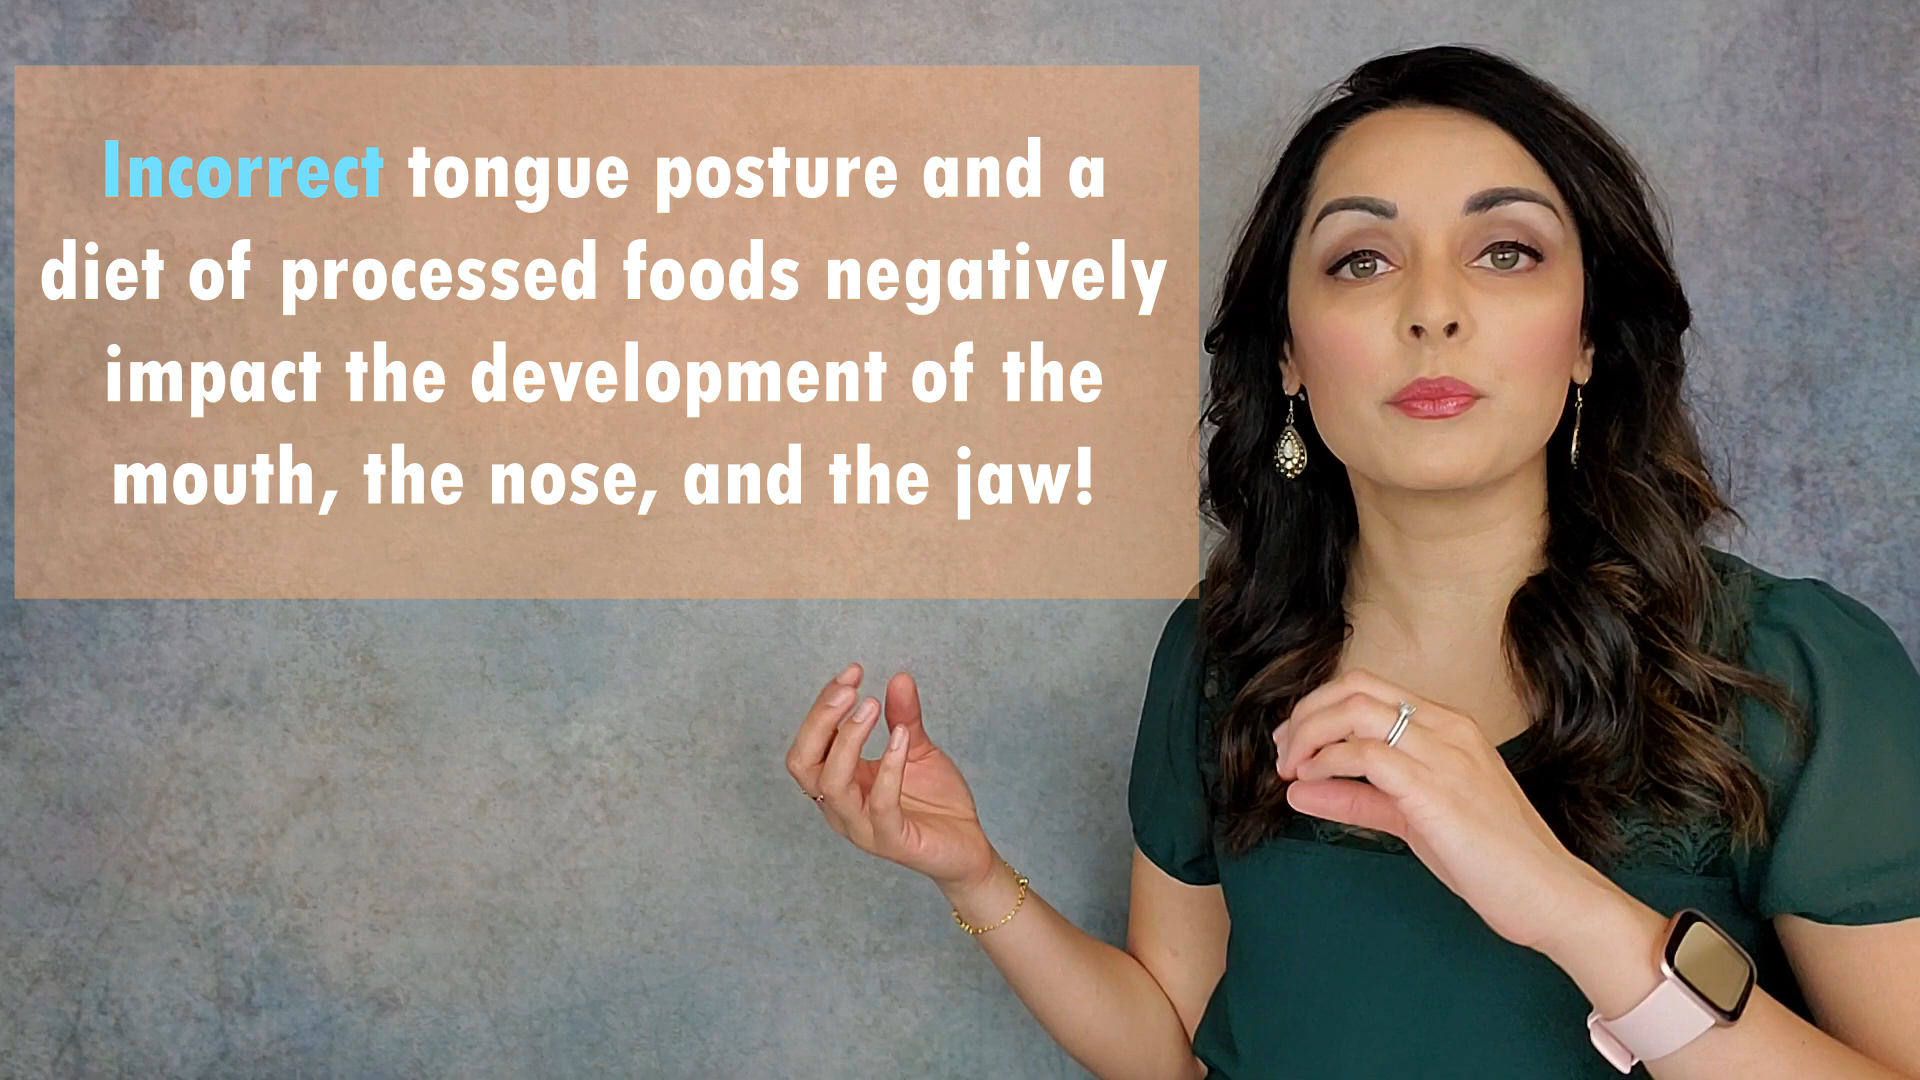 Incorrect tongue posture and a
diet of processed foods negatively
impact the development of the
mouth, the nose, and the jaw!